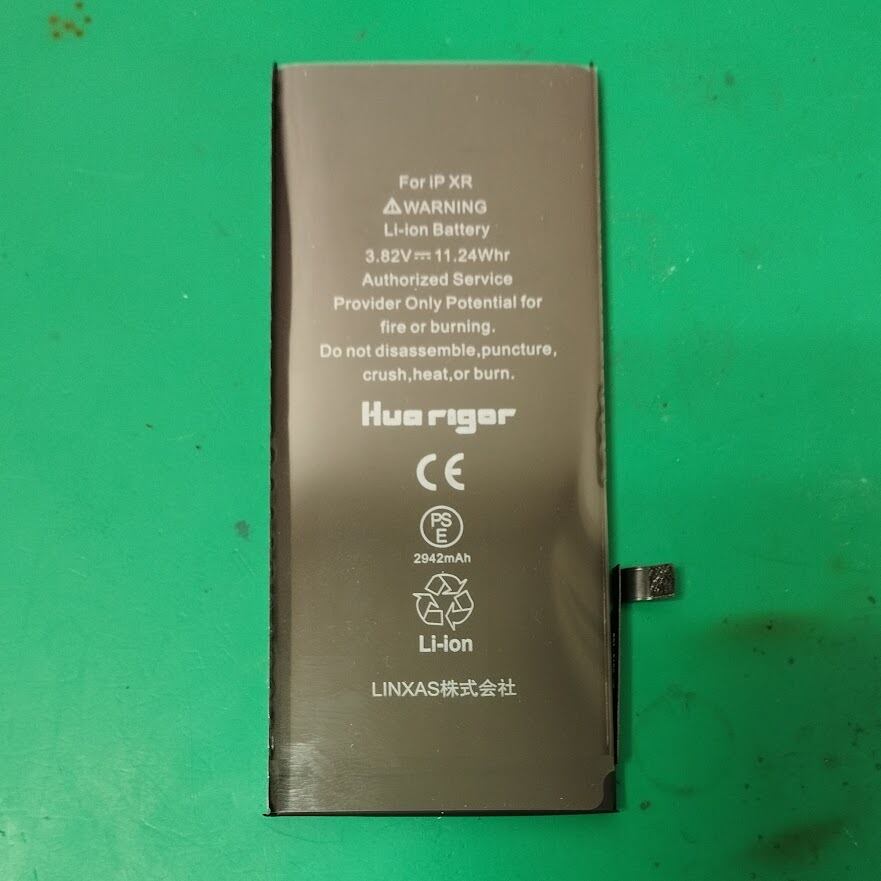 For iP XR
⚠WARNING
Li-ion Battery
3.82V⎓11.24Whr
Authorized Service
Provider Only Potential for
fire or burning.
Do not disassemble,puncture,
crush,heat,or burn.
Huarigor
CE
PS
E
2942mAh
Li-ion
LINXAS株式会社